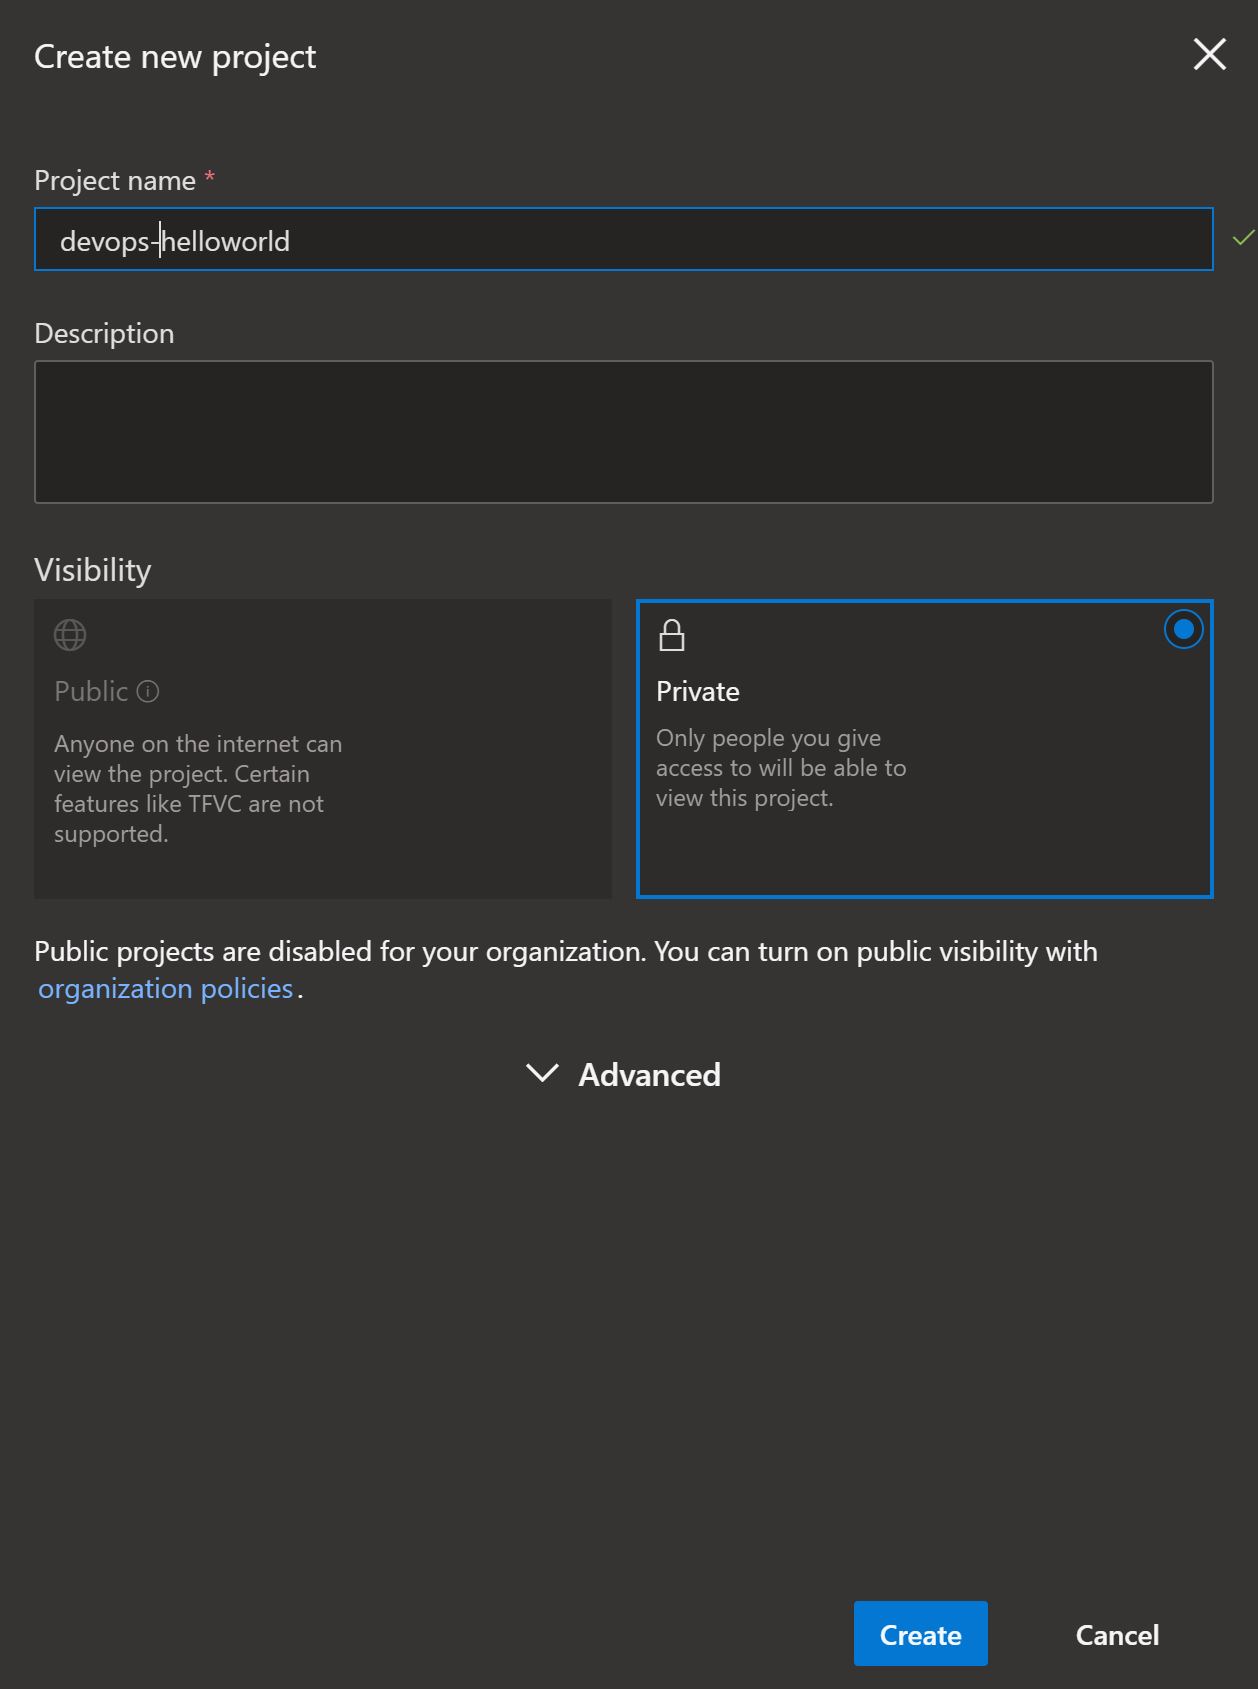 Create new project
Project name *
devops-helloworld
Description
Visibility
Public
Anyone on the internet can
view the project. Certain
features like TFVC are not
supported.
Private
Only people you give
access to will be able to
view this project.
Public projects are disabled for your organization. You can turn on public visibility with
organization policies.
Advanced
Create
Cancel